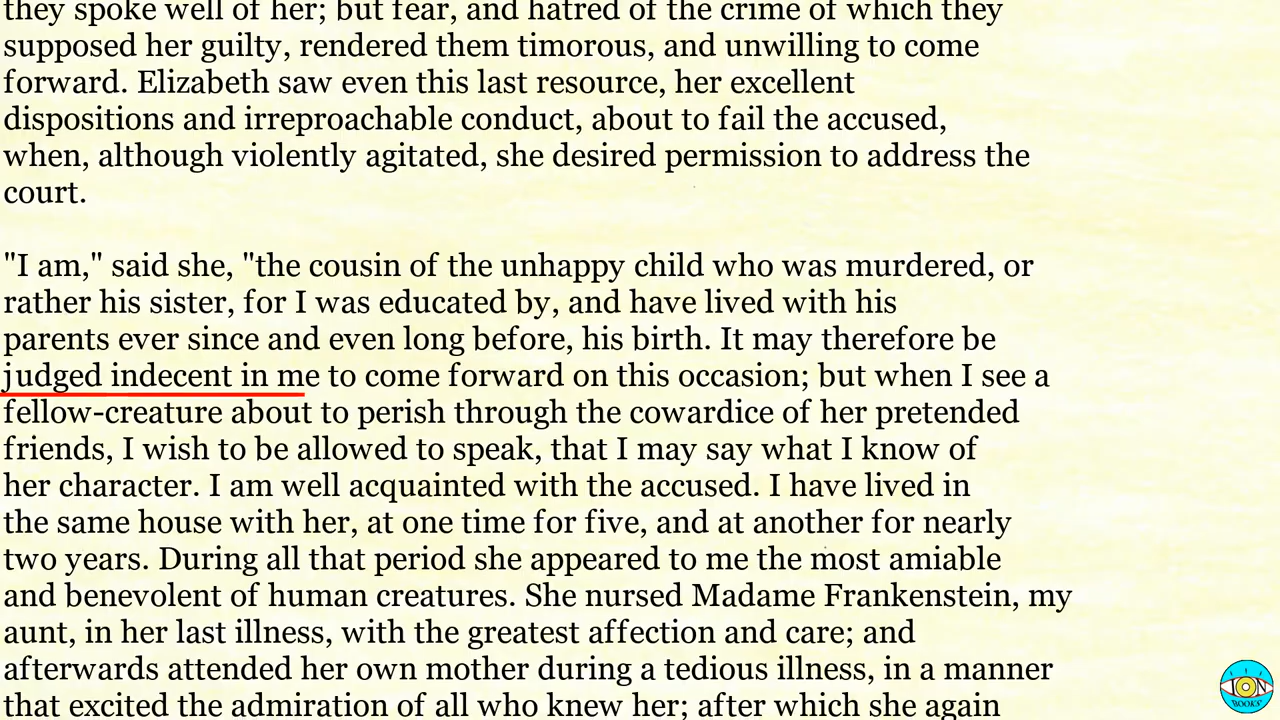 they spoke well of her; but fear, and hatred of the crime of which they
supposed her guilty, rendered them timorous, and unwilling to come
forward. Elizabeth saw even this last resource, her excellent
dispositions and irreproachable conduct, about to fail the accused,
when, although violently agitated, she desired permission to address the
court.
"I am," said she, "the cousin of the unhappy child who was murdered, or
rather his sister, for I was educated by, and have lived with his
parents ever since and even long before, his birth. It may therefore be
judged indecent in me to come forward on this occasion; but when I see a
fellow-creature about to perish through the cowardice of her pretended
friends, I wish to be allowed to speak, that I may say what I know of
her character. I am well acquainted with the accused. I have lived in
the same house with her, at one time for five, and at another for nearly
two years. During all that period she appeared to me the most amiable
and benevolent of human creatures. She nursed Madame Frankenstein, my
aunt, in her last illness, with the greatest affection and care; and
afterwards attended her own mother during a tedious illness, in a manner
that excited the admiration of all who knew her; after which she again
ION
BOOKS